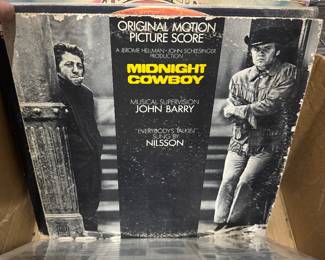 ORIGINAL MOTION
PICTURE SCORE
A JEROME HELLMAN-JOHN SCHLESINGER
PRODUCTION
MIDNIGHT
COWBOY
MUSICAL SUPERVISION
JOHN BARRY
"EVERYBODY'S TALKIN'"
SUNG BY
NILSSON